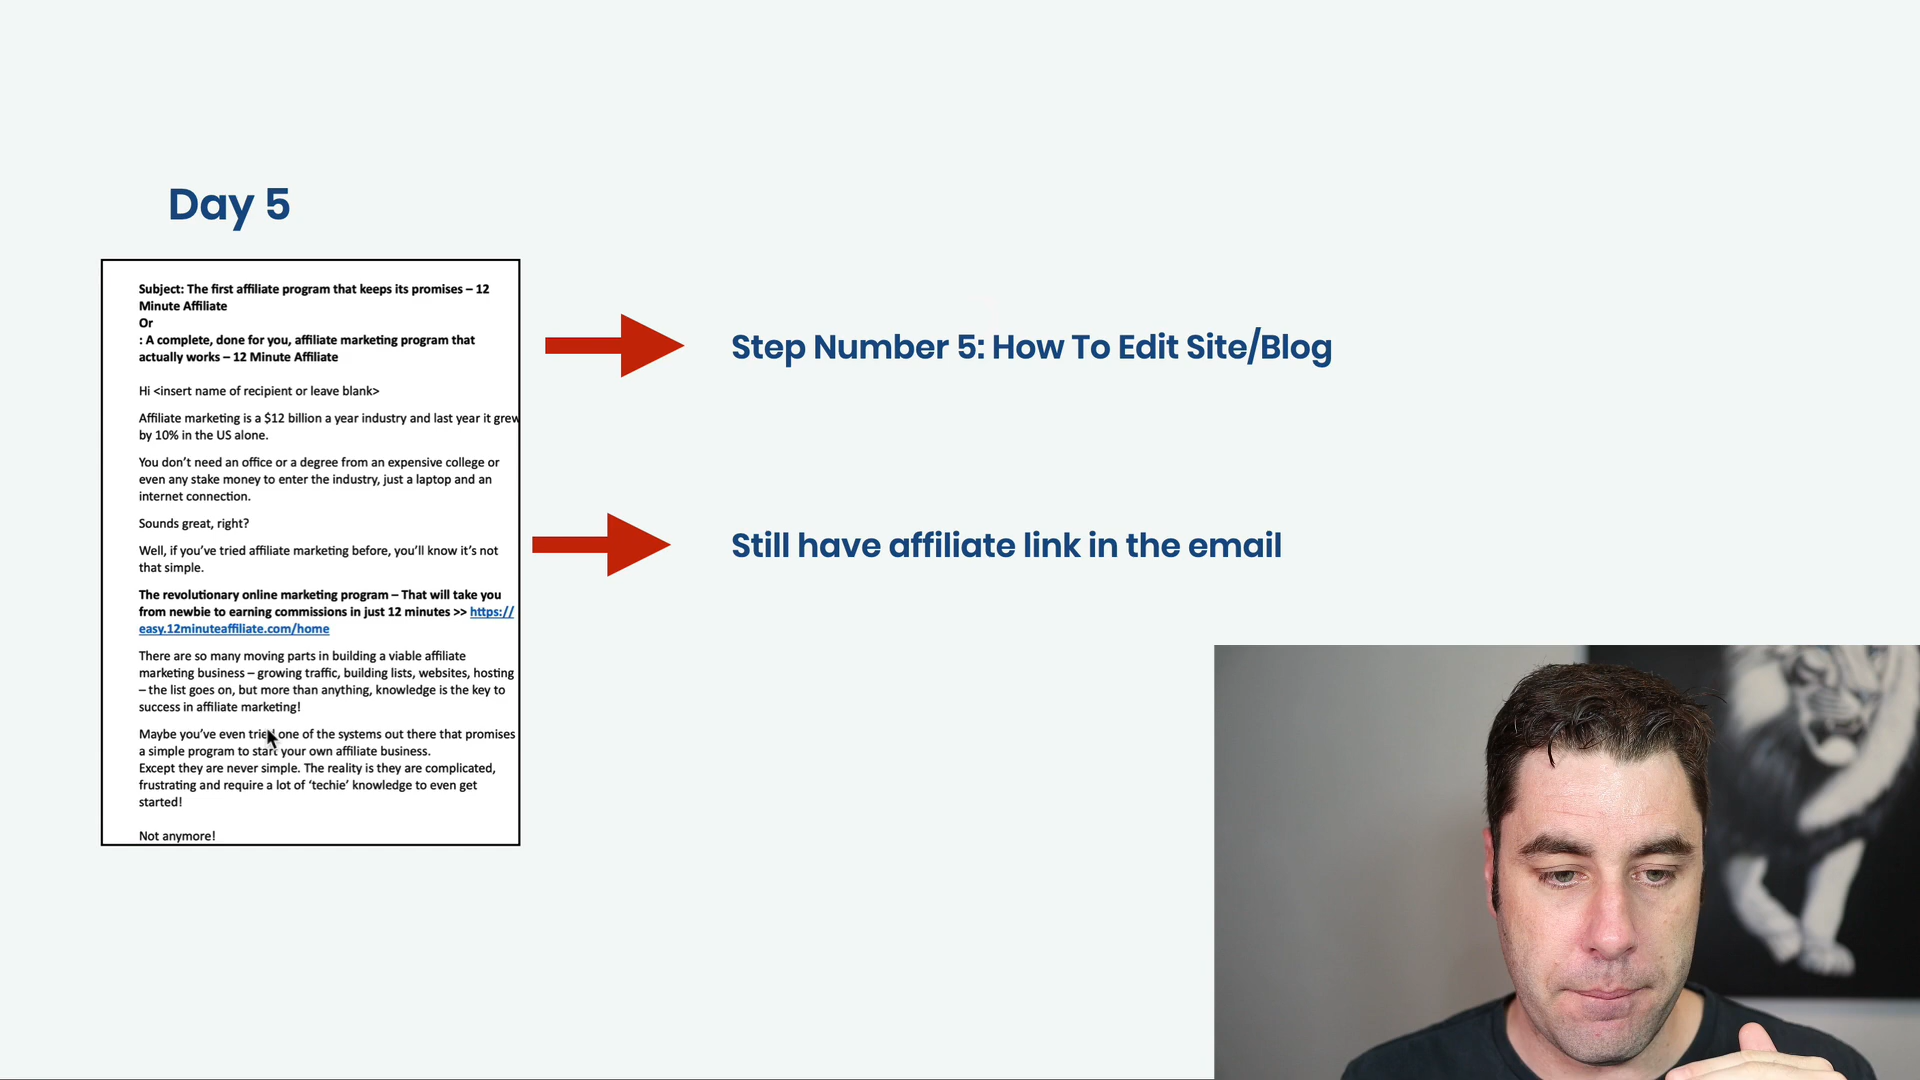 Day 5
Subject: The first affiliate program that keeps its promises – 12
Minute Affiliate
Or
: A complete, done for you, affiliate marketing program that
actually works – 12 Minute Affiliate
Hi <insert name of recipient or leave blank>
Affiliate marketing is a $12 billion a year industry and last year it grew
by 10% in the US alone.
You don’t need an office or a degree from an expensive college or
even any stake money to enter the industry, just a laptop and an
internet connection.
Sounds great, right?
Well, if you’ve tried affiliate marketing before, you’ll know it’s not
that simple.
The revolutionary online marketing program – That will take you
from newbie to earning commissions in just 12 minutes >> https://
easy.12minuteaffiliate.com/home
There are so many moving parts in building a viable affiliate
marketing business – growing traffic, building lists, websites, hosting
– the list goes on, but more than anything, knowledge is the key to
success in affiliate marketing!
Maybe you’ve even tried one of the systems out there that promises
a simple program to start your own affiliate business.
Except they are never simple. The reality is they are complicated,
frustrating and require a lot of ‘techie’ knowledge to even get
started!
Not anymore!
Step Number 5: How To Edit Site/Blog
Still have affiliate link in the email